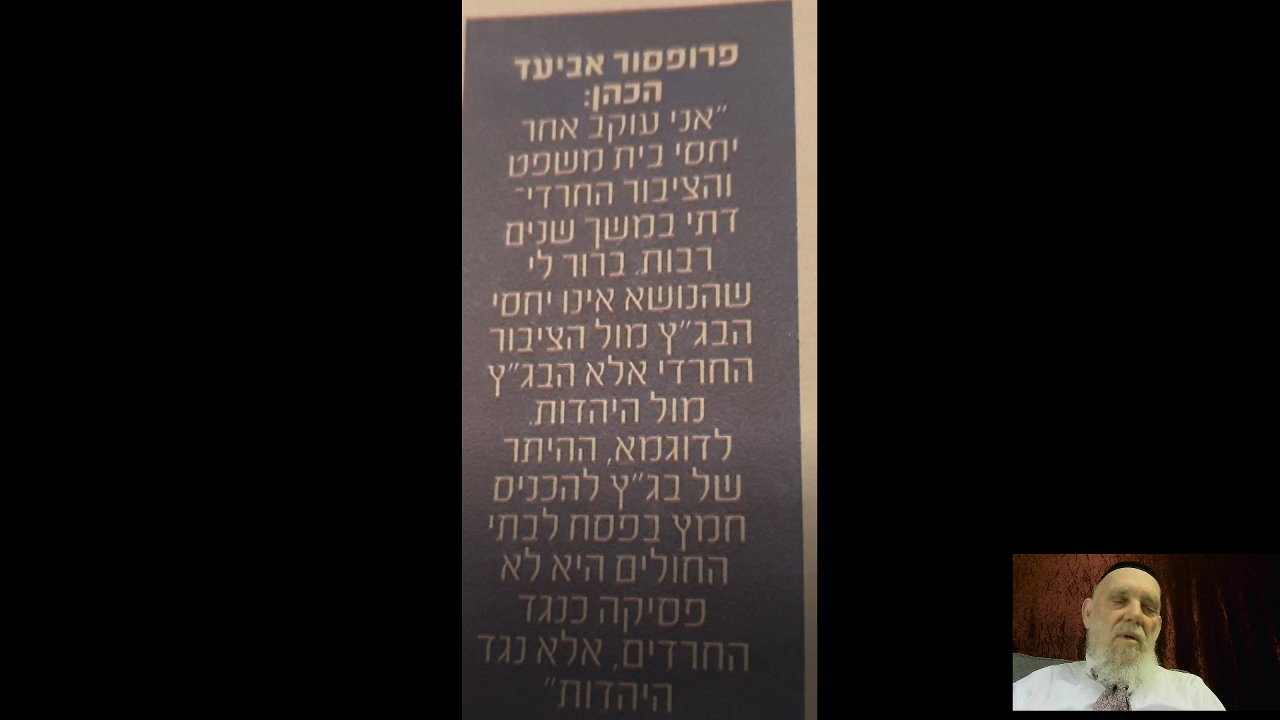 פרופסור אביעד
הכהן:
"אני עוקב אחר
יחסי בית משפט
והציבור החרדי-
דתי במשך שנים
רבות. ברור לי
שהנושא אינו יחסי
הבג"ץ מול הציבור
החרדי אלא הבג"ץ
מול היהדות.
לדוגמא, ההיתר
של בג"ץ להכניס
חמץ בפסח לבתי
החולים היא לא
פסיקה כנגד
החרדים, אלא נגד
היהדות"